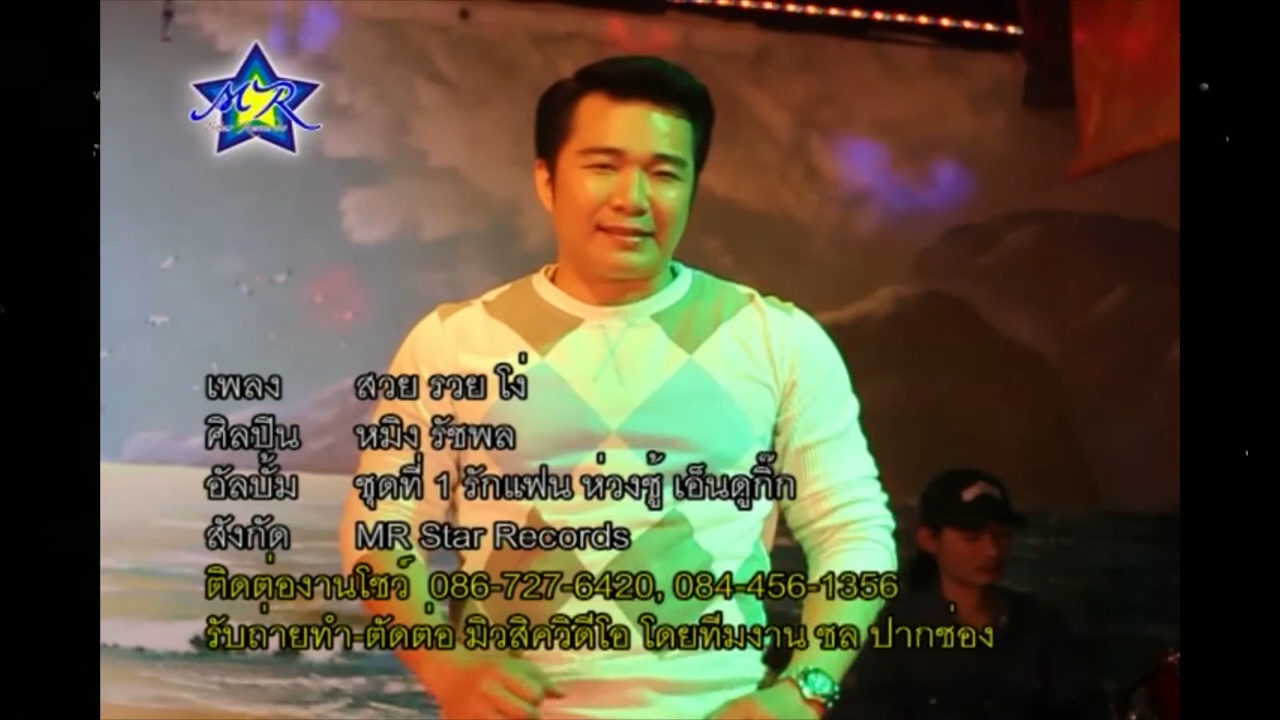 MR
เพลง สวย รวย โง่
ศิลปิน หมิง รัชพล
อัลบั้ม ชุดที่ 1 รักแฟน ห่วงชู้ เอ็นดูกิ๊ก
สังกัด MR Star Records
ติดต่องานโชว์ 086-727-6420, 084-456-1356
รับถ่ายทำ-ตัดต่อ มิวสิควิดีโอ โดยทีมงาน ชล ปากช่อง